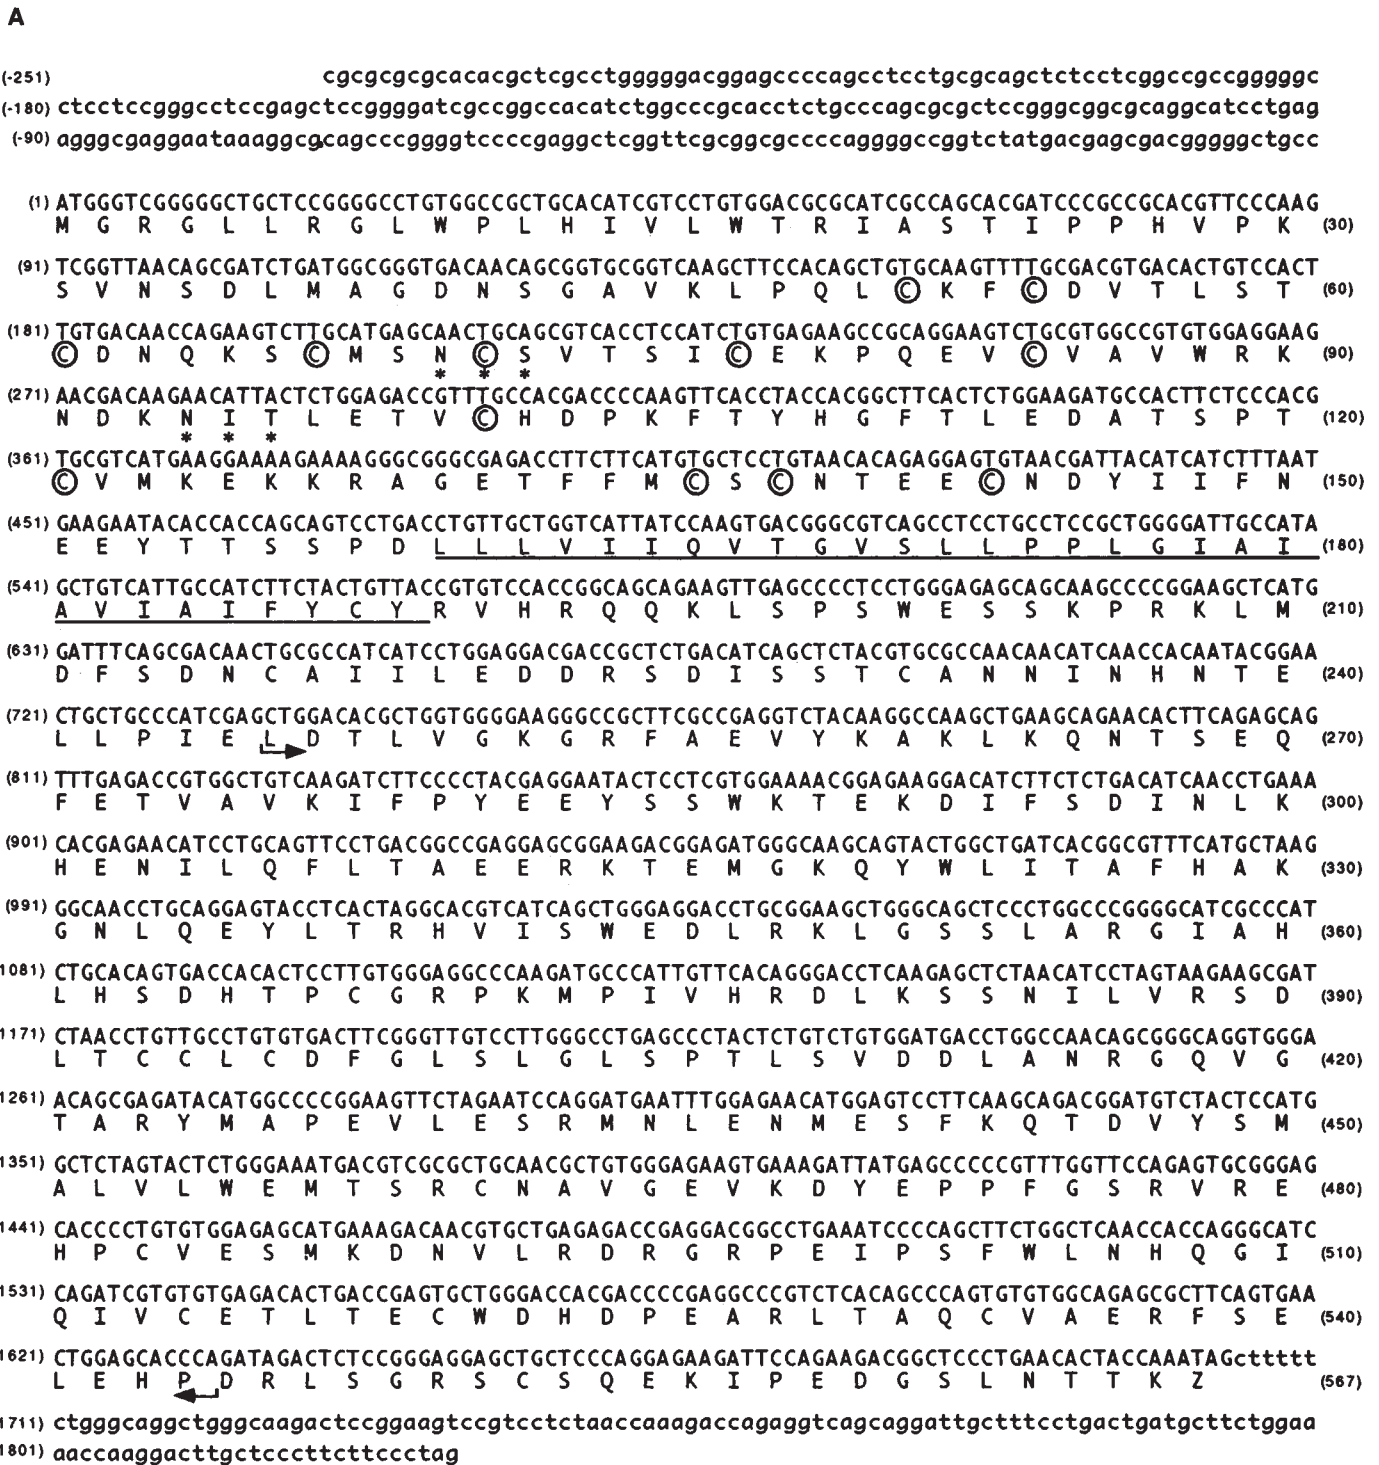 A
(-251) cgcgcgcgcacacgctcgcctgggggacggagccccagcctcctgcgcagctctcctcggccgccgggggc
(-180) ctcctccgggcctccgagctccggggatcgccggccacatctggcccgcacctctgcccagcgcgctccgggcggcgcaggcatcctgag
(-90) agggcgaggaataaaggcgcagcccggggtccccgaggctcggttcgcggcgccccaggggccggtctatgacgagcgacgggggctgcc
(1) ATGGGTCGGGGGCTGCTCCGGGGCCTGTGGCCGCTGCACATCGTCCTGTGGACGCGCATCGCCAGCACGATCCCGCCGCACGTTCCCAAG
M G R G L L R G L W P L H I V L W T R I A S T I P P H V P K (30)
(91) TCGGTTAACAGCGATCTGATGGCGGGTGACAACAGCGGTGCGGTCAAGCTTCCACAGCTGTGCAAGTTTTGCGACGTGACACTGTCCACT
S V N S D L M A G D N S G A V K L P Q L C K F C D V T L S T (60)
(181) TGTGACAACCAGAAGTCTTGCATGAGCAACTGCAGCGTCACCTCCATCTGTGAGAAGCCGCAGGAAGTCTGCGTGGCCGTGTGGAGGAAG
C D N Q K S C M S N C S V T S I C E K P Q E V C V A V W R K (90)
* * *
(271) AACGACAAGAACATTACTCTGGAGACCGTTTGCCACGACCCCAAGTTCACCTACCACGGCTTCACTCTGGAAGATGCCACTTCTCCCACG
N D K N I T L E T V C H D P K F T Y H G F T L E D A T S P T (120)
* * *
(361) TGCGTCATGAAGGAAAAGAAAAGGGCGGGCGAGACCTTCTTCATGTGCTCCTGTAACACAGAGGAGTGTAACGATTACATCATCTTTAAT
C V M K E K K R A G E T F F M C S C N T E E C N D Y I I F N (150)
(451) GAAGAATACACCACCAGCAGTCCTGACCTGTTGCTGGTCATTATCCAAGTGACGGGCGTCAGCCTCCTGCCTCCGCTGGGGATTGCCATA
E E Y T T S S P D L L L V I I Q V T G V S L L P P L G I A I (180)
(541) GCTGTCATTGCCATCTTCTACTGTTACCGTGTCCACCGGCAGCAGAAGTTGAGCCCCTCCTGGGAGAGCAGCAAGCCCCGGAAGCTCATG
A V I A I F Y C Y R V H R Q Q K L S P S W E S S K P R K L M (210)
(631) GATTTCAGCGACAACTGCGCCATCATCCTGGAGGACGACCGCTCTGACATCAGCTCTACGTGCGCCAACAACATCAACCACAATACGGAA
D F S D N C A I I L E D D R S D I S S T C A N N I N H N T E (240)
(721) CTGCTGCCCATCGAGCTGGACACGCTGGTGGGGAAGGGCCGCTTCGCCGAGGTCTACAAGGCCAAGCTGAAGCAGAACACTTCAGAGCAG
L L P I E L D T L V G K G R F A E V Y K A K L K Q N T S E Q (270)
(811) TTTGAGACCGTGGCTGTCAAGATCTTCCCCTACGAGGAATACTCCTCGTGGAAAACGGAGAAGGACATCTTCTCTGACATCAACCTGAAA
F E T V A V K I F P Y E E Y S S W K T E K D I F S D I N L K (300)
(901) CACGAGAACATCCTGCAGTTCCTGACGGCCGAGGAGCGGAAGACGGAGATGGGCAAGCAGTACTGGCTGATCACGGCGTTTCATGCTAAG
H E N I L Q F L T A E E R K T E M G K Q Y W L I T A F H A K (330)
(991) GGCAACCTGCAGGAGTACCTCACTAGGCACGTCATCAGCTGGGAGGACCTGCGGAAGCTGGGCAGCTCCCTGGCCCGGGGCATCGCCCAT
G N L Q E Y L T R H V I S W E D L R K L G S S L A R G I A H (360)
1081) CTGCACAGTGACCACACTCCTTGTGGGAGGCCCAAGATGCCCATTGTTCACAGGGACCTCAAGAGCTCTAACATCCTAGTAAGAAGCGAT
L H S D H T P C G R P K M P I V H R D L K S S N I L V R S D (390)
1171) CTAACCTGTTGCCTGTGTGACTTCGGGTTGTCCTTGGGCCTGAGCCCTACTCTGTCTGTGGATGACCTGGCCAACAGCGGGCAGGTGGGA
L T C C L C D F G L S L G L S P T L S V D D L A N R G Q V G (420)
1261) ACAGCGAGATACATGGCCCCGGAAGTTCTAGAATCCAGGATGAATTTGGAGAACATGGAGTCCTTCAAGCAGACGGATGTCTACTCCATG
T A R Y M A P E V L E S R M N L E N M E S F K Q T D V Y S M (450)
1351) GCTCTAGTACTCTGGGAAATGACGTCGCGCTGCAACGCTGTGGGAGAAGTGAAAGATTATGAGCCCCCGTTTGGTTCCAGAGTGCGGGAG
A L V L W E M T S R C N A V G E V K D Y E P P F G S R V R E (480)
1441) CACCCCTGTGTGGAGAGCATGAAAGACAACGTGCTGAGAGACCGAGGACGGCCTGAAATCCCCAGCTTCTGGCTCAACCACCAGGGCATC
H P C V E S M K D N V L R D R G R P E I P S F W L N H Q G I (510)
1531) CAGATCGTGTGTGAGACACTGACCGAGTGCTGGGACCACGACCCCGAGGCCCGTCTCACAGCCCAGTGTGTGGCAGAGCGCTTCAGTGAA
Q I V C E T L T E C W D H D P E A R L T A Q C V A E R F S E (540)
1621) CTGGAGCACCCAGATAGACTCTCCGGGAGGAGCTGCTCCCAGGAGAAGATTCCAGAAGACGGCTCCCTGAACACTACCAAATAGcttttt
L E H P D R L S G R S C S Q E K I P E D G S L N T T K Z (567)
1711) ctgggcaggctgggcaagactccggaagtccgtcctctaaccaaagaccagaggtcagcaggattgctttcctgactgatgcttctggaa
1801) aaccaaggacttgctcccttcttccctag